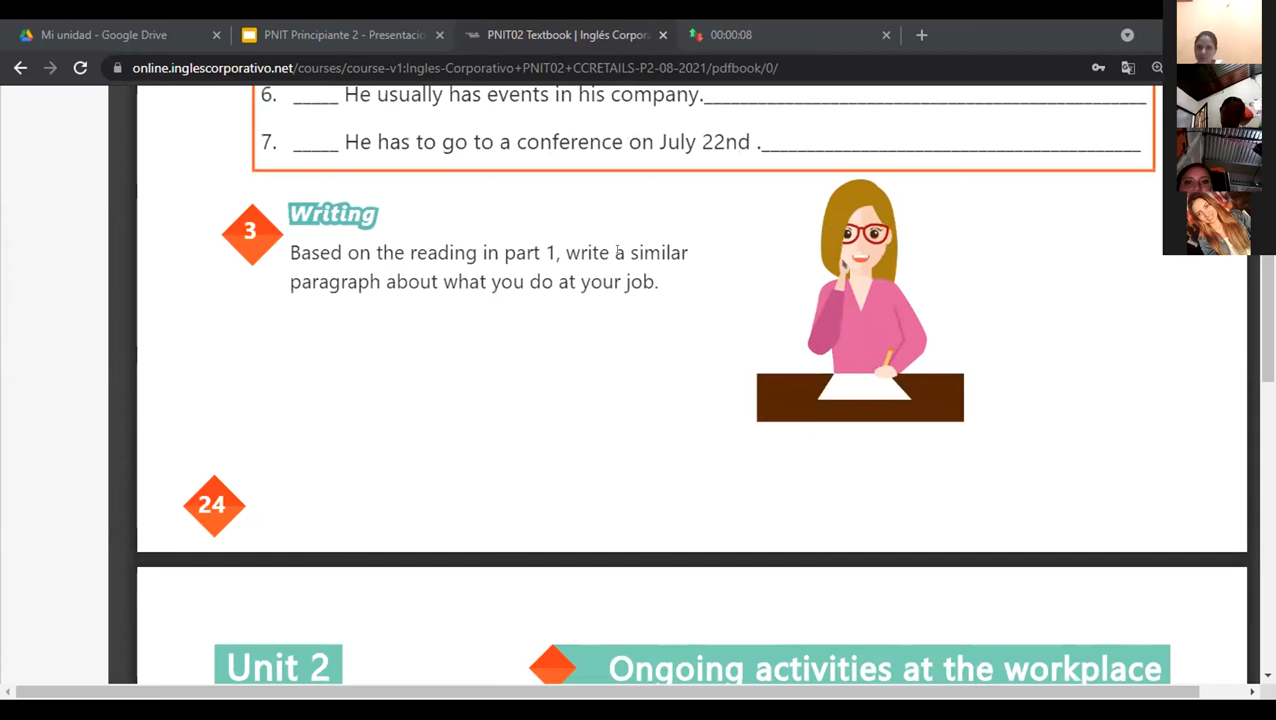 Mi unidad - Google Drive
PNIT Principiante 2 - Presentacio
PNIT02 Textbook | Inglés Corpor
00:00:08
online.inglescorporativo.net/courses/course-v1:Ingles-Corporativo+PNIT02+CCRETAILS-P2-08-2021/pdfbook/0/
6. _____ He usually has events in his company.
7. _____ He has to go to a conference on July 22nd .
3
Writing
Based on the reading in part 1, write a similar
paragraph about what you do at your job.
24
Unit 2
Ongoing activities at the workplace